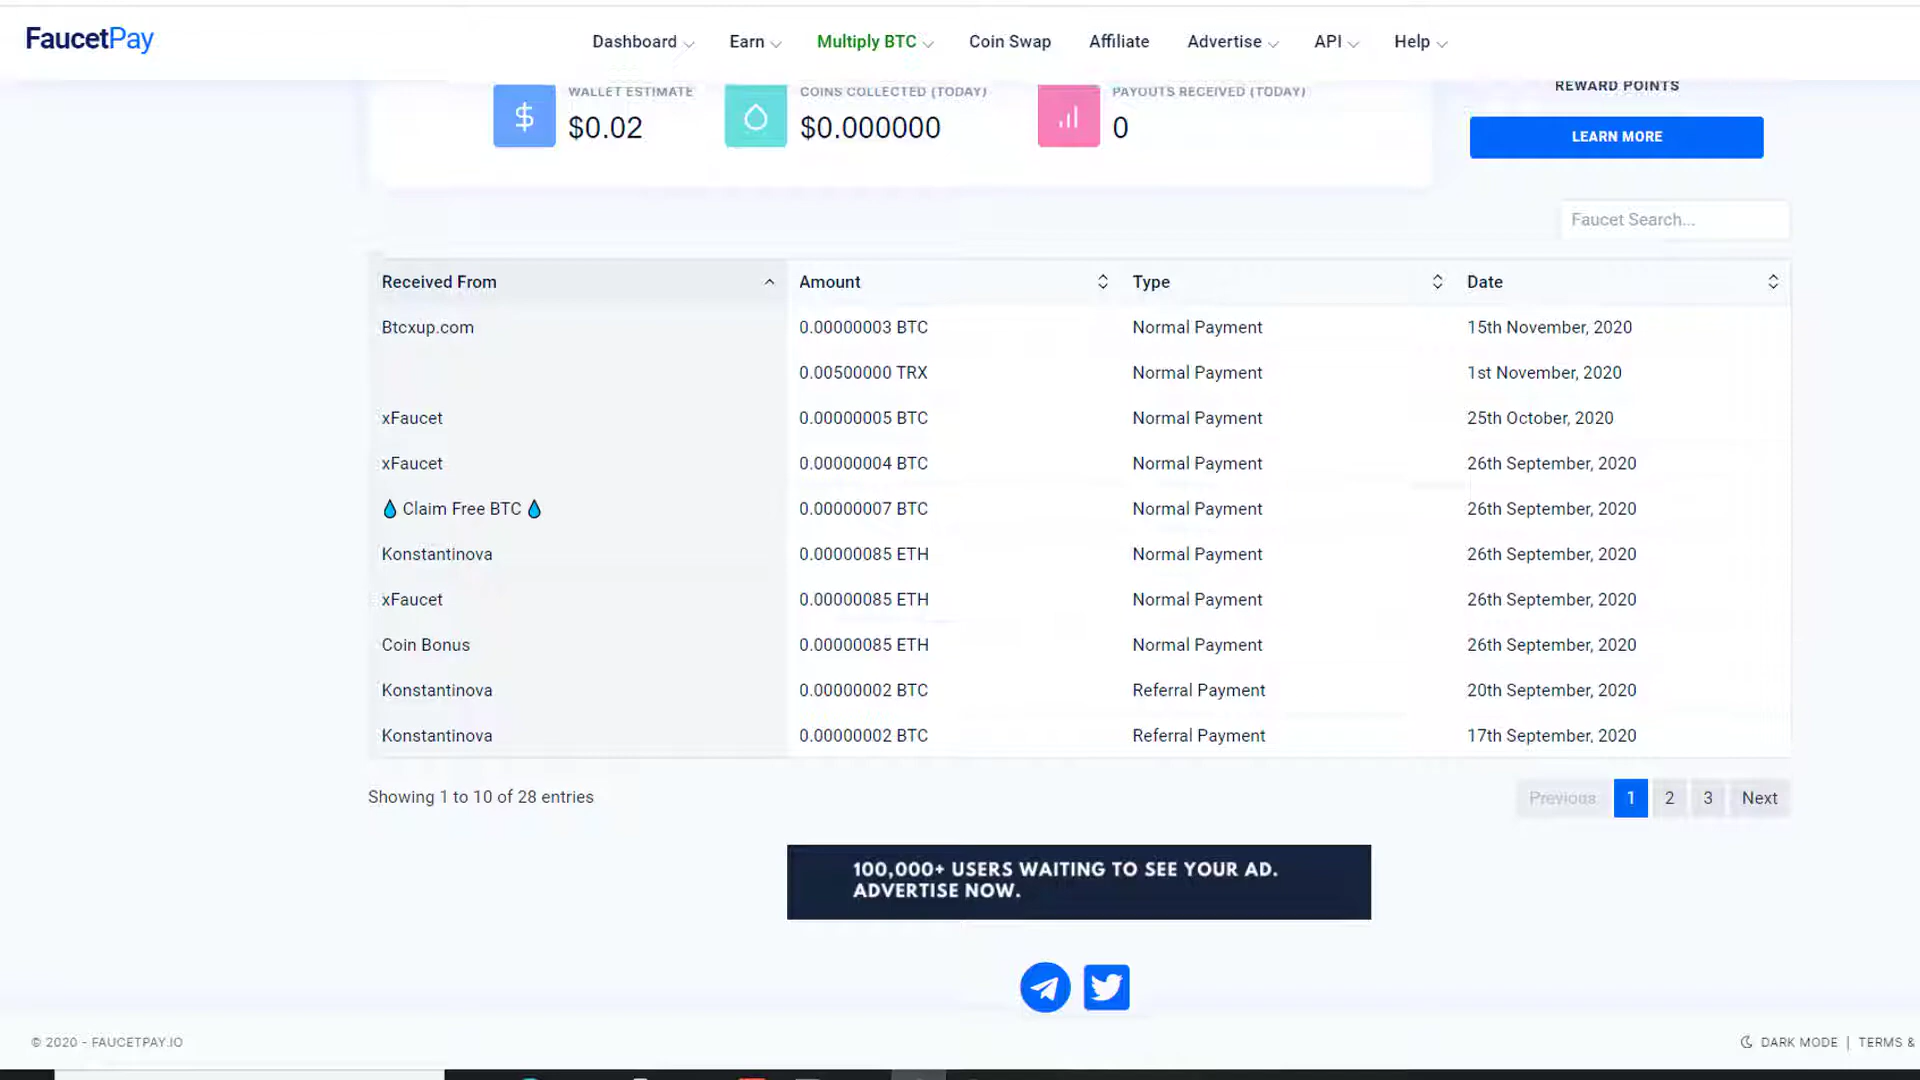 FaucetPay
Dashboard Earn Multiply BTC Coin Swap Affiliate Advertise API Help
WALLET ESTIMATE COINS COLLECTED (TODAY) PAYOUTS RECEIVED (TODAY) REWARD POINTS
$0.02 $0.000000 0
LEARN MORE
Faucet Search...
Received From Amount Type Date
Btcxup.com 0.00000003 BTC Normal Payment 15th November, 2020
0.00500000 TRX Normal Payment 1st November, 2020
xFaucet 0.00000005 BTC Normal Payment 25th October, 2020
xFaucet 0.00000004 BTC Normal Payment 26th September, 2020
💧 Claim Free BTC 💧 0.00000007 BTC Normal Payment 26th September, 2020
Konstantinova 0.00000085 ETH Normal Payment 26th September, 2020
xFaucet 0.00000085 ETH Normal Payment 26th September, 2020
Coin Bonus 0.00000085 ETH Normal Payment 26th September, 2020
Konstantinova 0.00000002 BTC Referral Payment 20th September, 2020
Konstantinova 0.00000002 BTC Referral Payment 17th September, 2020
Showing 1 to 10 of 28 entries
Previous 1 2 3 Next
100,000+ USERS WAITING TO SEE YOUR AD.
ADVERTISE NOW.
© 2020 - FAUCETPAY.IO DARK MODE | TERMS &